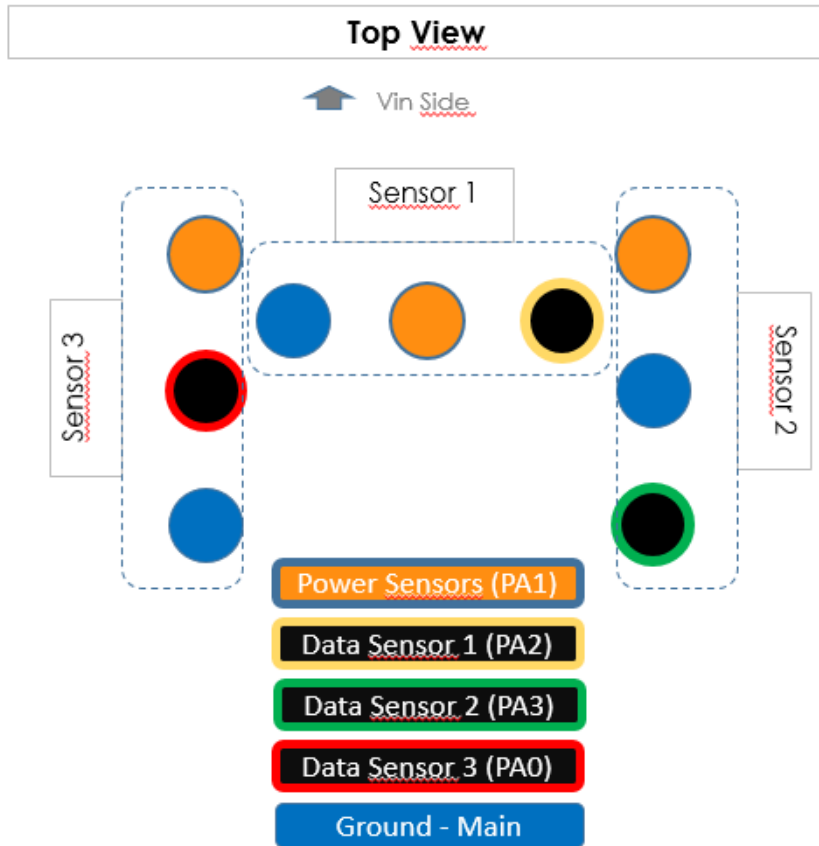 Top View
Vin Side
Sensor 1
Sensor 3
Sensor 2
Power Sensors (PA1)
Data Sensor 1 (PA2)
Data Sensor 2 (PA3)
Data Sensor 3 (PA0)
Ground - Main